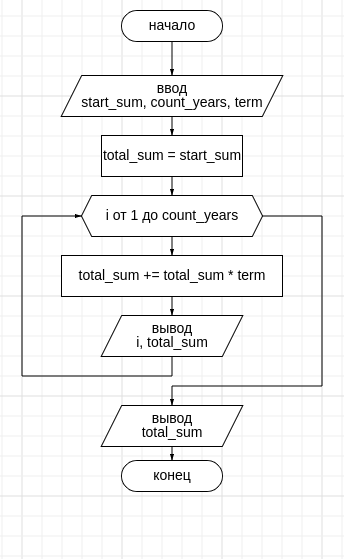 начало
ввод
start_sum, count_years, term
total_sum = start_sum
i от 1 до count_years
total_sum += total_sum * term
вывод
i, total_sum
вывод
total_sum
конец